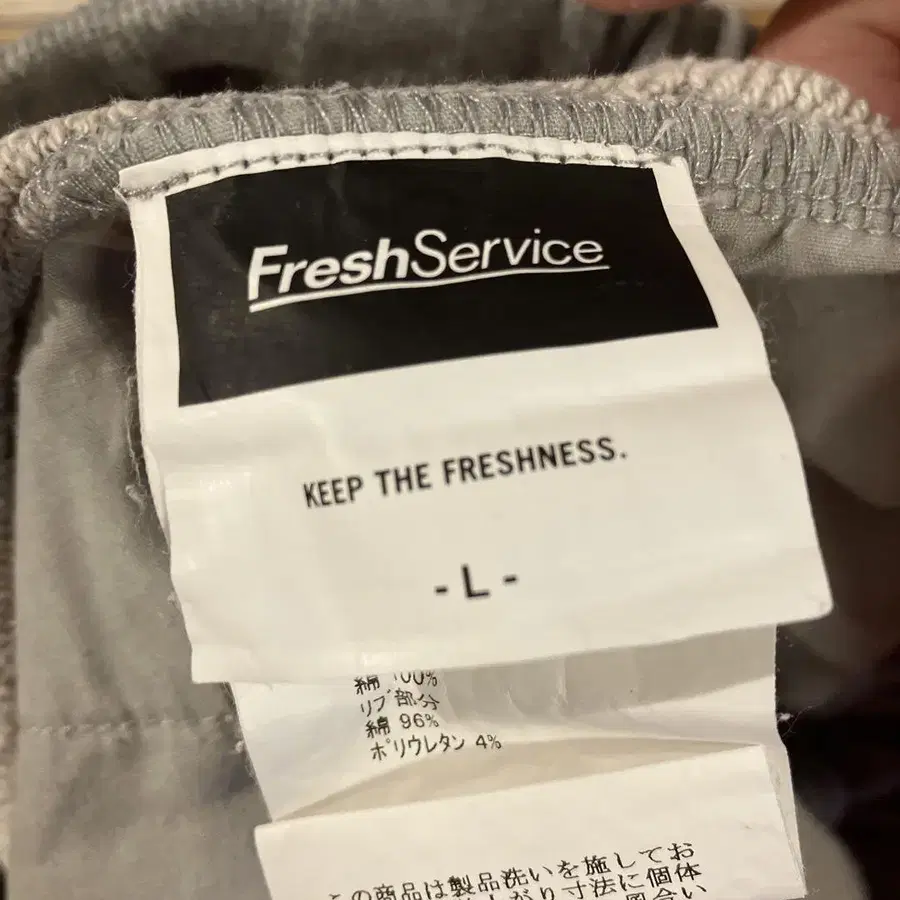 FreshService
KEEP THE FRESHNESS.
- L -
綿 100%
リブ部分
綿 96%
ポリウレタン 4%
この商品は製品洗いを施してお
がり寸法に個体